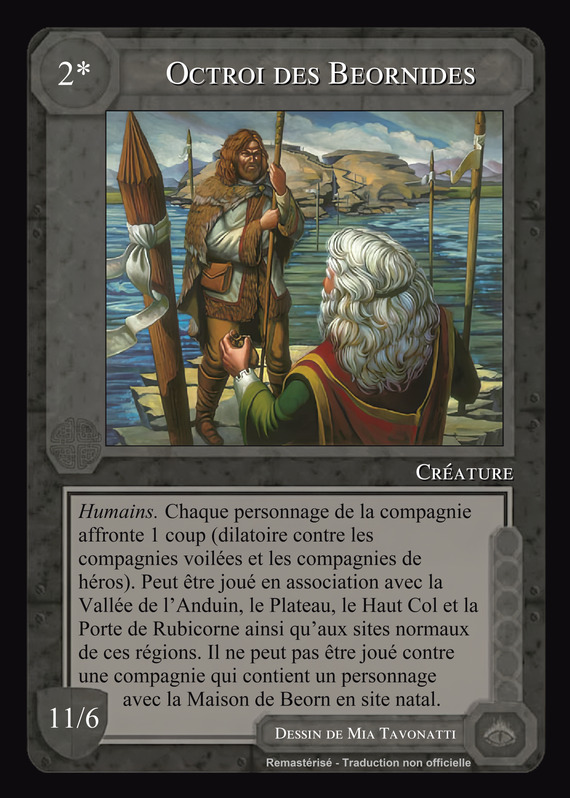 2*
Octroi des Beornides
Créature
Humains. Chaque personnage de la compagnie
affronte 1 coup (dilatoire contre les
compagnies voilées et les compagnies de
héros). Peut être joué en association avec la
Vallée de l’Anduin, le Plateau, le Haut Col et la
Porte de Rubicorne ainsi qu’aux sites normaux
de ces régions. Il ne peut pas être joué contre
une compagnie qui contient un personnage
avec la Maison de Beorn en site natal.
11/6
Dessin de Mia Tavonatti
Remastérisé - Traduction non officielle